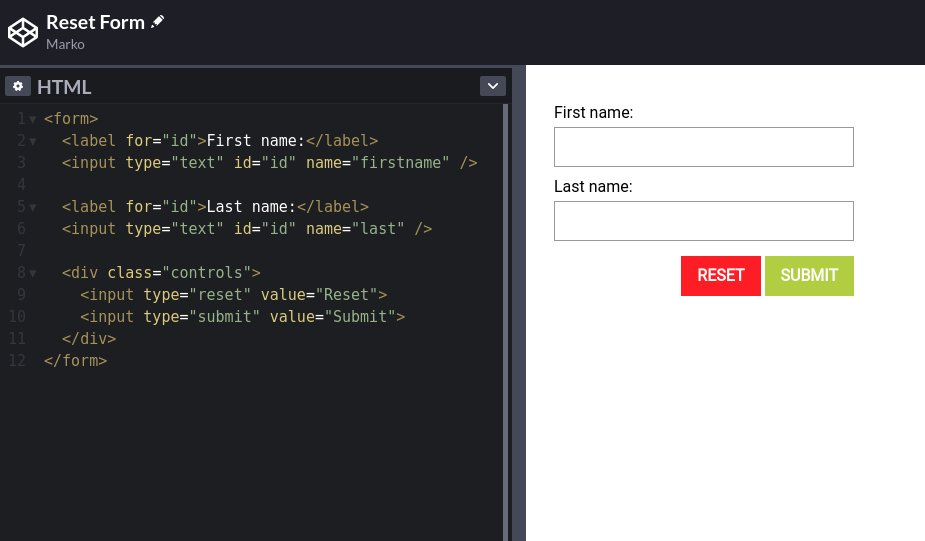 Reset Form
Marko
HTML
1 <form>
2 <label for="id">First name:</label>
3 <input type="text" id="id" name="firstname" />
4
5 <label for="id">Last name:</label>
6 <input type="text" id="id" name="last" />
7
8 <div class="controls">
9 <input type="reset" value="Reset">
10 <input type="submit" value="Submit">
11 </div>
12 </form>
First name:
Last name:
RESET SUBMIT